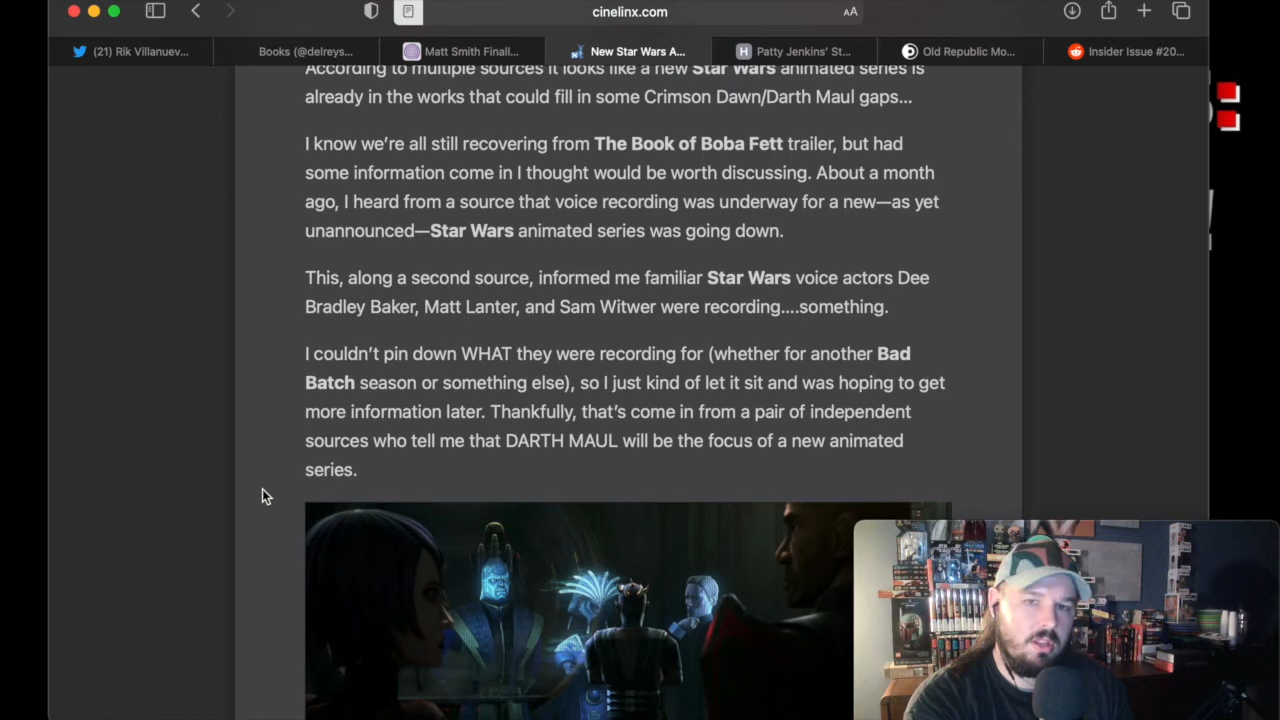 cinelinx.com
AA
(21) Rik Villanuev...
Books (@delreys...
Matt Smith Finall...
New Star Wars A...
Patty Jenkins' St...
Old Republic Mo...
Insider Issue #20...
According to multiple sources it looks like a new Star Wars animated series is
already in the works that could fill in some Crimson Dawn/Darth Maul gaps...
I know we're all still recovering from The Book of Boba Fett trailer, but had
some information come in I thought would be worth discussing. About a month
ago, I heard from a source that voice recording was underway for a new—as yet
unannounced—Star Wars animated series was going down.
This, along a second source, informed me familiar Star Wars voice actors Dee
Bradley Baker, Matt Lanter, and Sam Witwer were recording....something.
I couldn't pin down WHAT they were recording for (whether for another Bad
Batch season or something else), so I just kind of let it sit and was hoping to get
more information later. Thankfully, that's come in from a pair of independent
sources who tell me that DARTH MAUL will be the focus of a new animated
series.